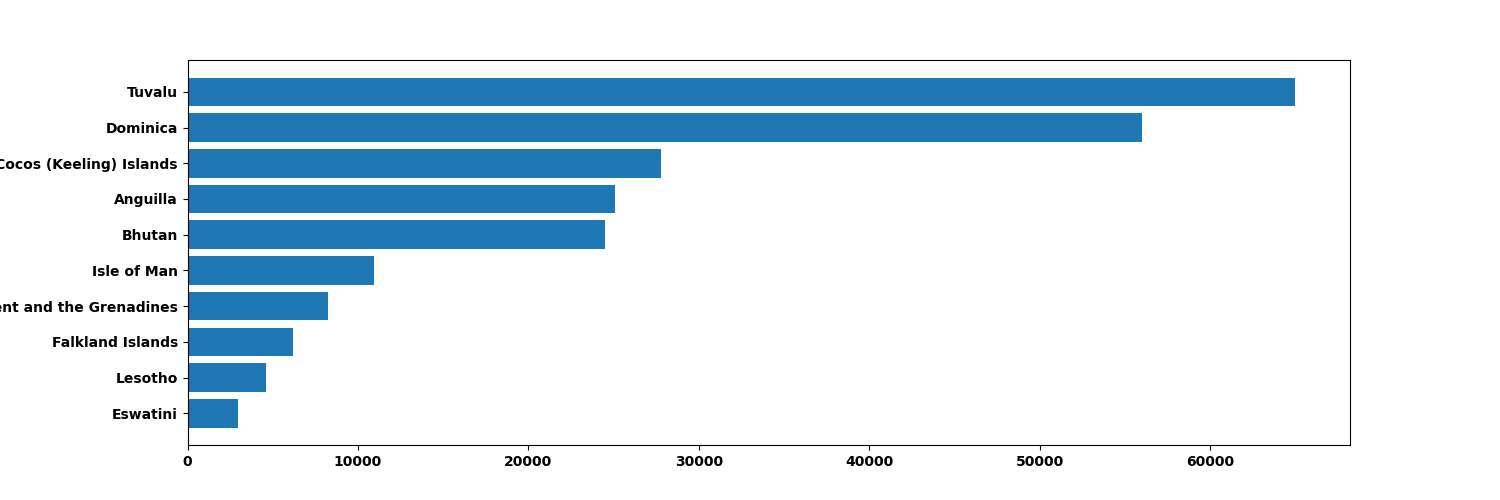 Tuvalu
Dominica
Cocos (Keeling) Islands
Anguilla
Bhutan
Isle of Man
and the Grenadines
Falkland Islands
Lesotho
Eswatini
0 10000 20000 30000 40000 50000 60000